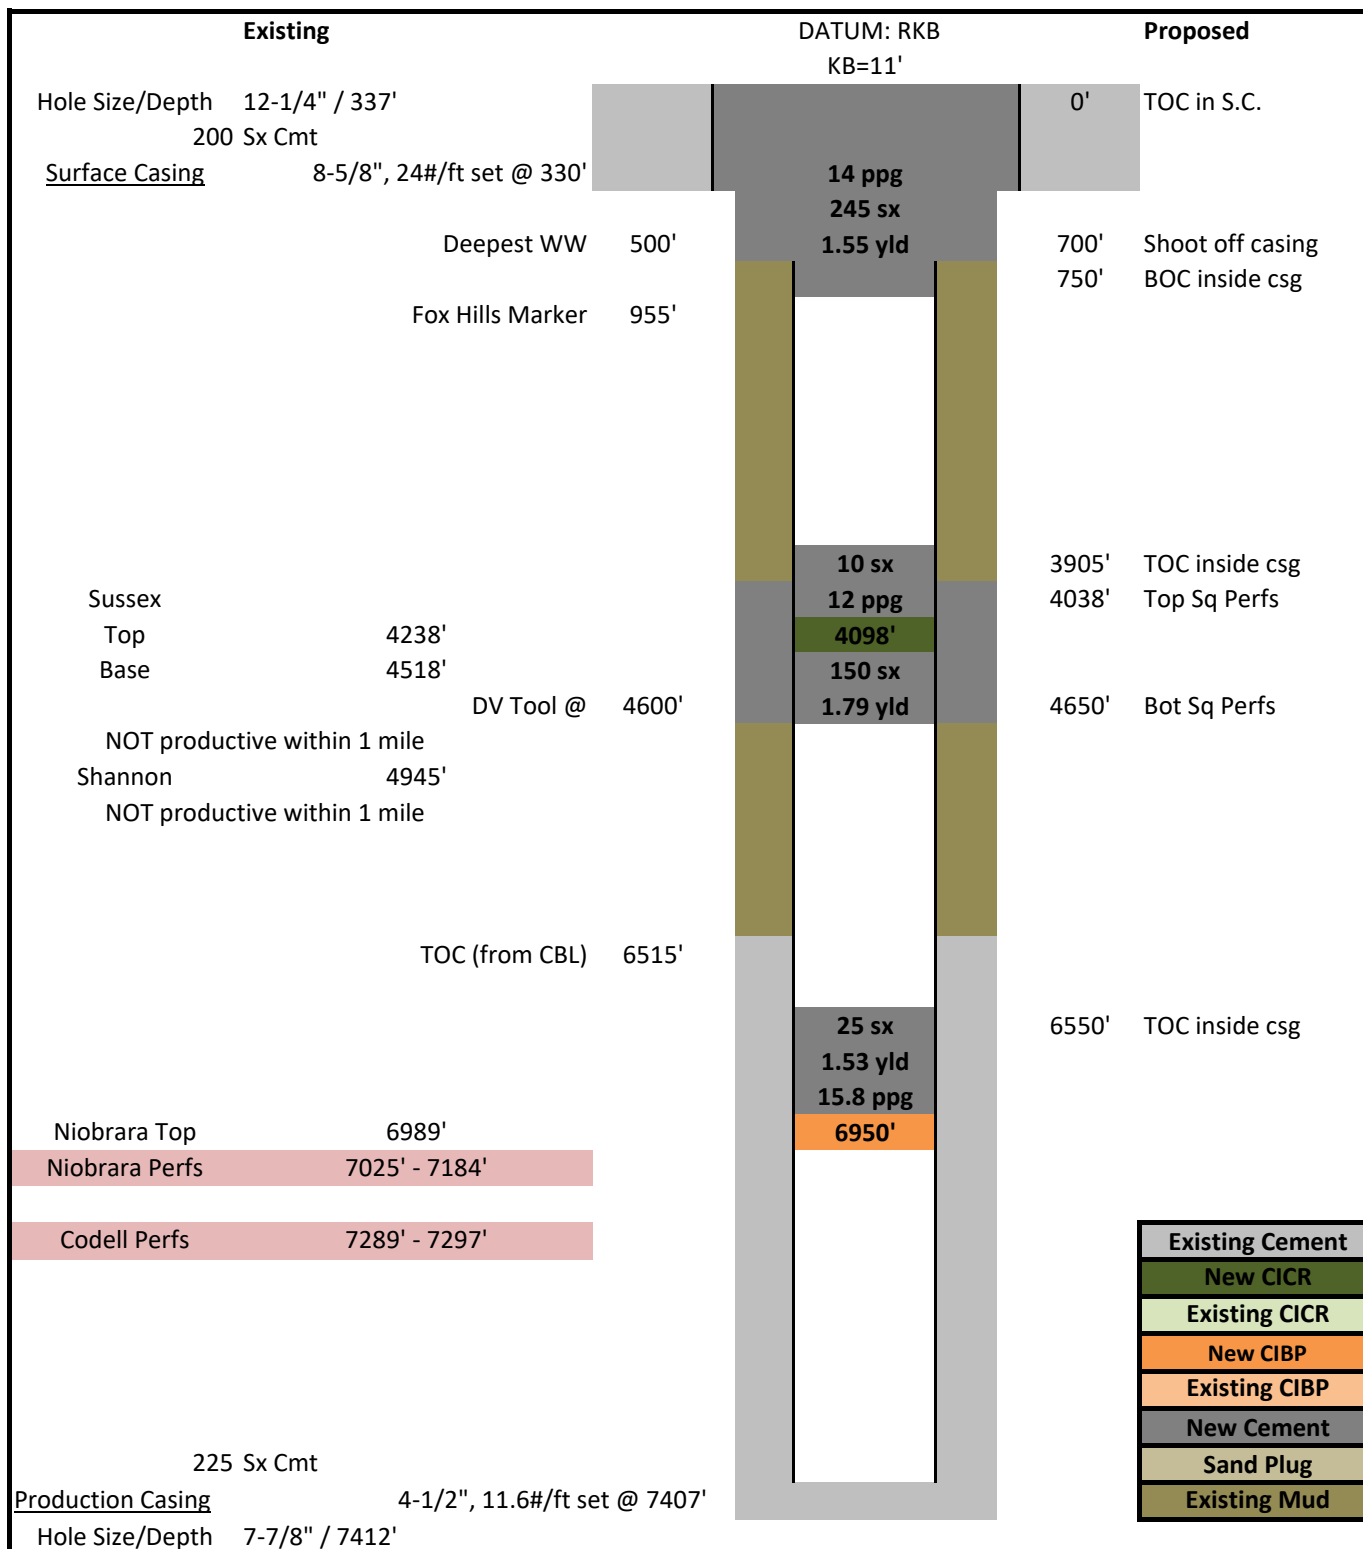 Existing DATUM: RKB Proposed
KB=11'
Hole Size/Depth 12-1/4" / 337' 0' TOC in S.C.
200 Sx Cmt
Surface Casing 8-5/8", 24#/ft set @ 330' 14 ppg
245 sx
Deepest WW 500' 1.55 yld 700' Shoot off casing
750' BOC inside csg
Fox Hills Marker 955'
10 sx 3905' TOC inside csg
Sussex 12 ppg 4038' Top Sq Perfs
Top 4238' 4098'
Base 4518' 150 sx
DV Tool @ 4600' 1.79 yld 4650' Bot Sq Perfs
NOT productive within 1 mile
Shannon 4945'
NOT productive within 1 mile
TOC (from CBL) 6515'
25 sx 6550' TOC inside csg
1.53 yld
15.8 ppg
Niobrara Top 6989' 6950'
Niobrara Perfs 7025' - 7184'
Codell Perfs 7289' - 7297'
Existing Cement
New CICR
Existing CICR
New CIBP
Existing CIBP
New Cement
225 Sx Cmt Sand Plug
Production Casing 4-1/2", 11.6#/ft set @ 7407' Existing Mud
Hole Size/Depth 7-7/8" / 7412'